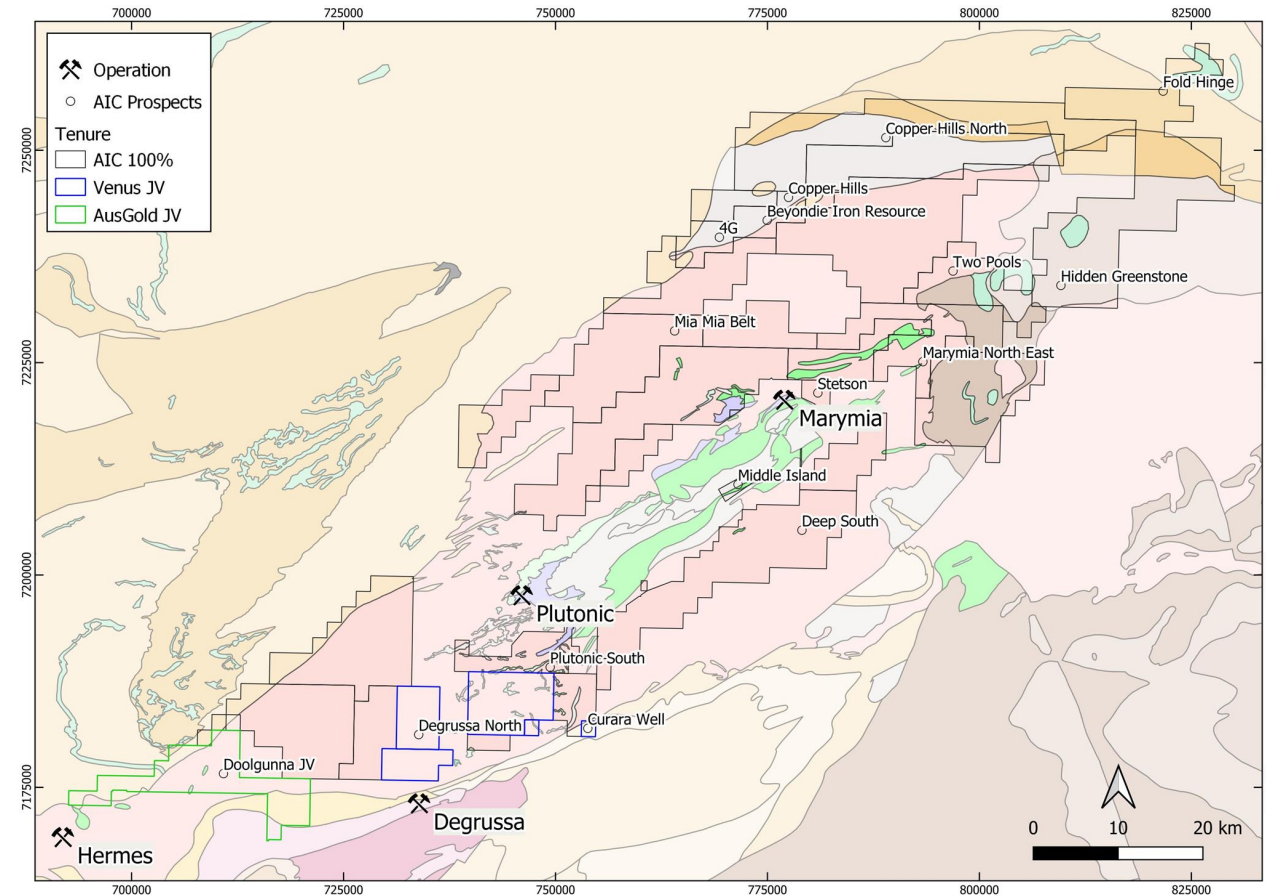 700000 725000 750000 775000 800000 825000
Operation
AIC Prospects
Tenure
AIC 100%
Venus JV
AusGold JV
7250000
7225000
7200000
7175000
Fold Hinge
Copper Hills North
Copper Hills
Beyondie Iron Resource
4G
Two Pools
Hidden Greenstone
Mia Mia Belt
Marymia North East
Stetson
Marymia
Middle Island
Deep South
Plutonic
Plutonic South
Degrussa North
Curara Well
Doolgunna JV
Degrussa
Hermes
0 10 20 km
700000 725000 750000 775000 800000 825000